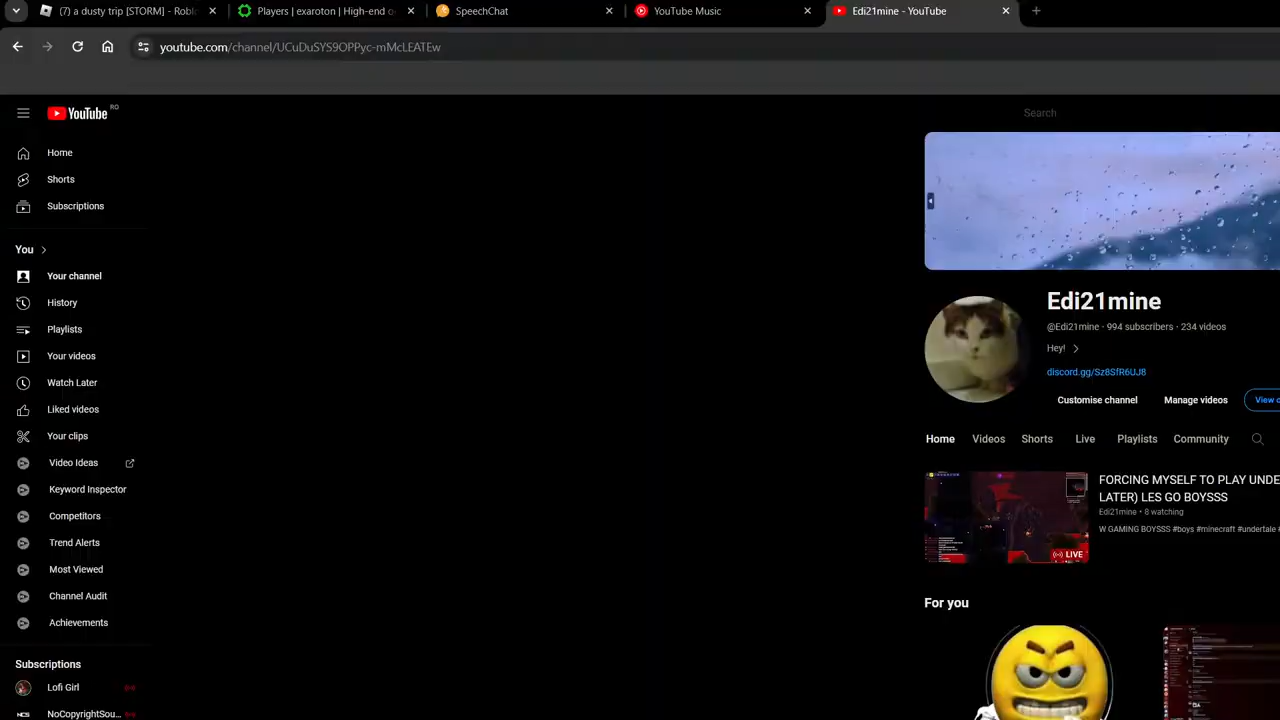 (7) a dusty trip [STORM] - Robl
Players | exaroton | High-end o
SpeechChat
YouTube Music
Edi21mine - YouTube
youtube.com/channel/UCuDuSYS9OPPyc-mMcLEATEw
YouTube RO
Search
Home
Shorts
Subscriptions
You
Your channel
History
Playlists
Your videos
Watch Later
Liked videos
Your clips
Video Ideas
Keyword Inspector
Competitors
Trend Alerts
Most Viewed
Channel Audit
Achievements
Subscriptions
Lofi Girl
NCS NoCopyrightSou...
Edi21mine
@Edi21mine · 994 subscribers · 234 videos
Hey!
discord.gg/Sz8SfR6UJ8
Customise channel Manage videos View c
Home Videos Shorts Live Playlists Community
FORCING MYSELF TO PLAY UNDE
LATER) LES GO BOYSSS
Edi21mine · 8 watching
W GAMING BOYSSS #boys #minecraft #undertale
LIVE
For you